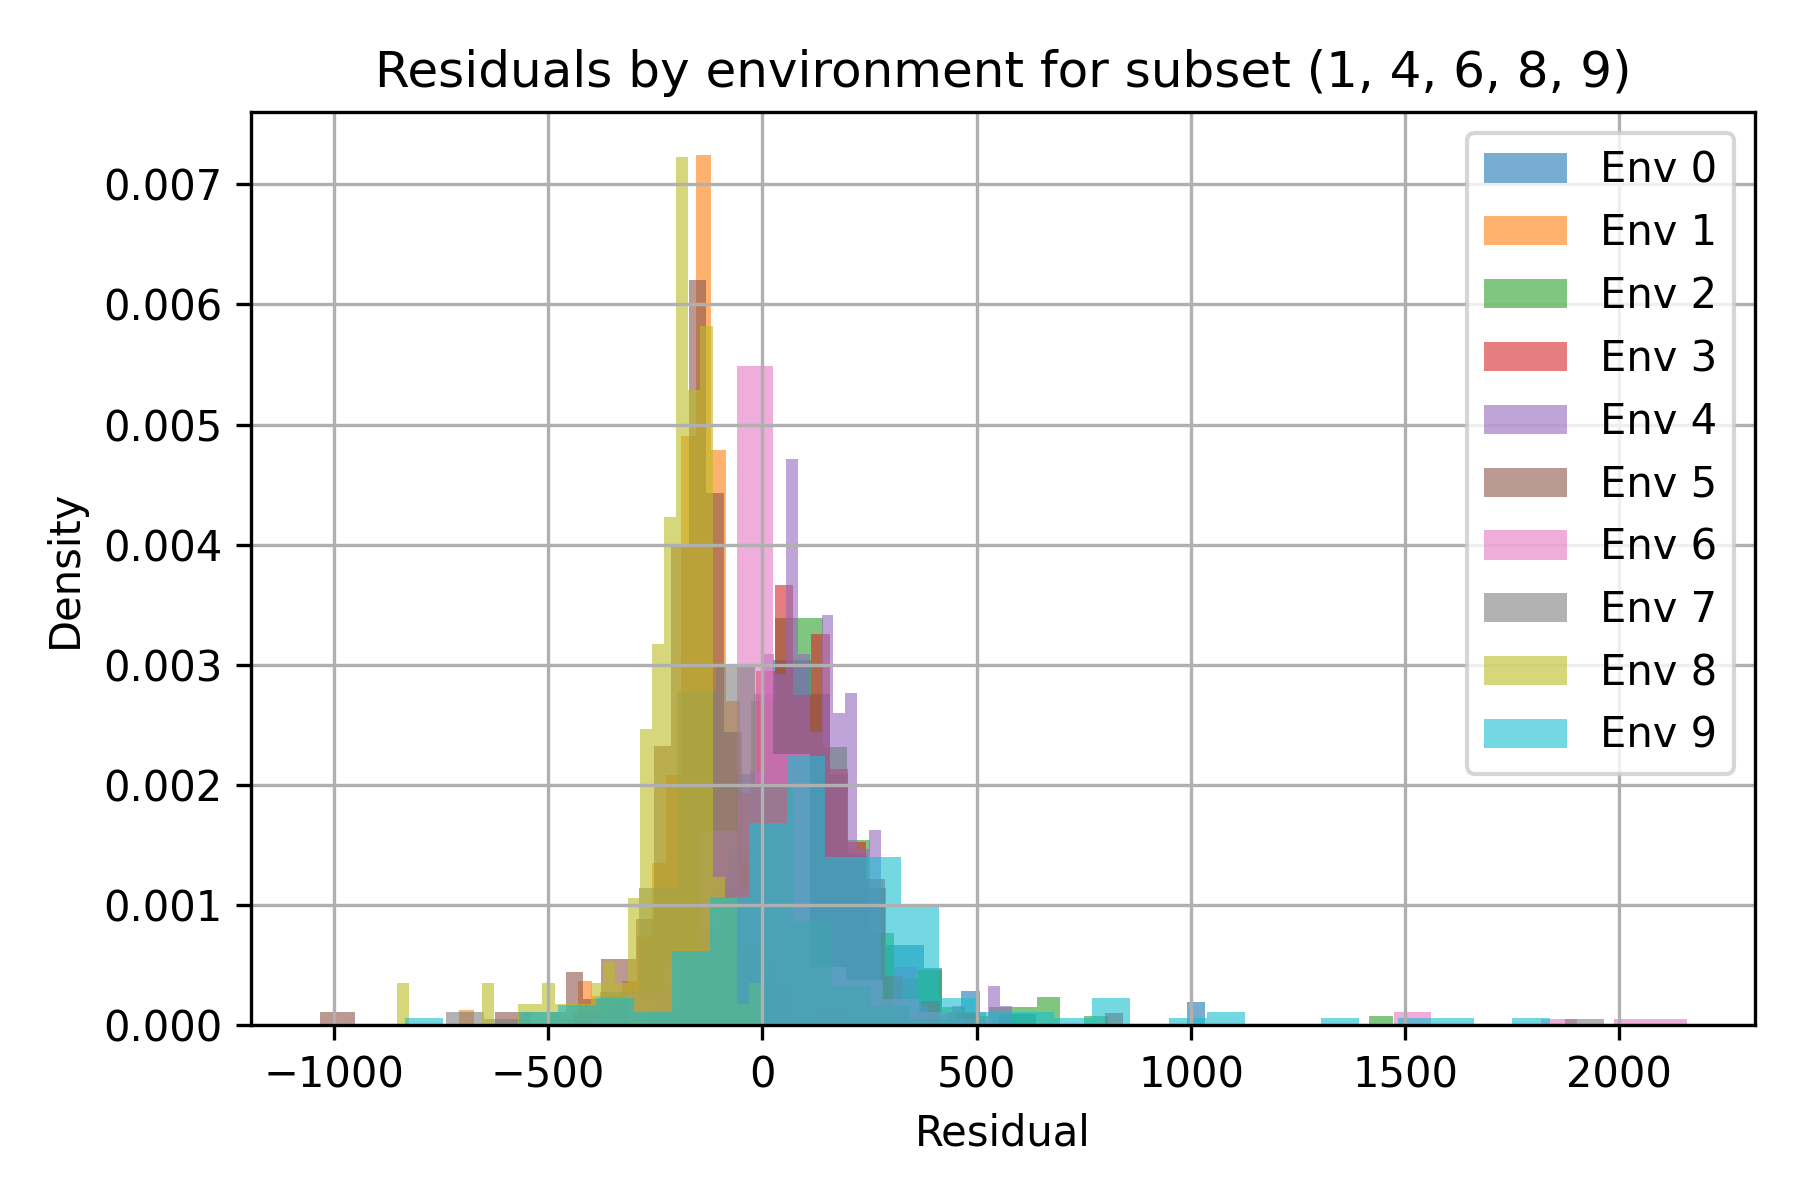 Residuals by environment for subset (1, 4, 6, 8, 9)
0.007
0.006
0.005
0.004
0.003
0.002
0.001
0.000
Density
−1000
−500
0
500
1000
1500
2000
Residual
Env 0
Env 1
Env 2
Env 3
Env 4
Env 5
Env 6
Env 7
Env 8
Env 9